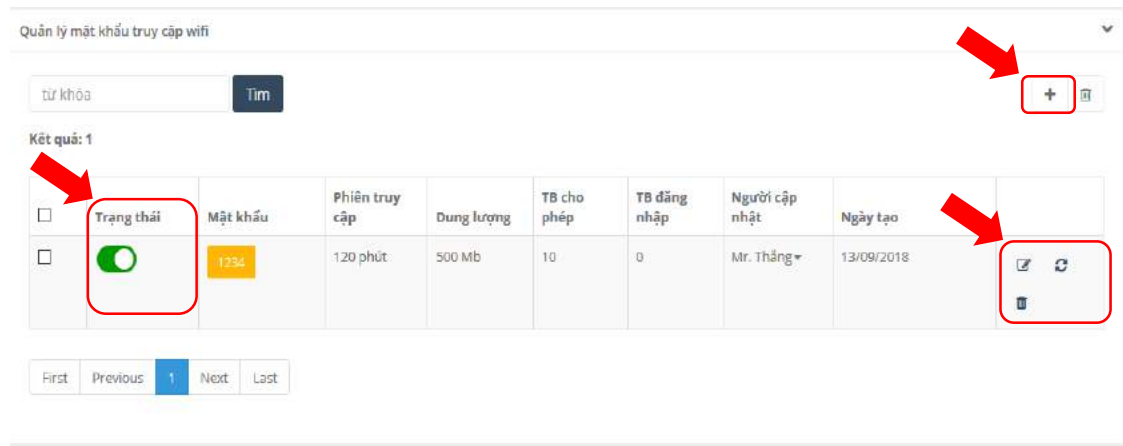 Quản lý mật khẩu truy cập wifi
từ khóa
Tìm
Kết quả: 1
Trạng thái
Mật khẩu
Phiên truy cập
Dung lượng
TB cho phép
TB đăng nhập
Người cập nhật
Ngày tạo
1234
120 phút
500 Mb
10
0
Mr. Thắng
13/09/2018
First Previous 1 Next Last